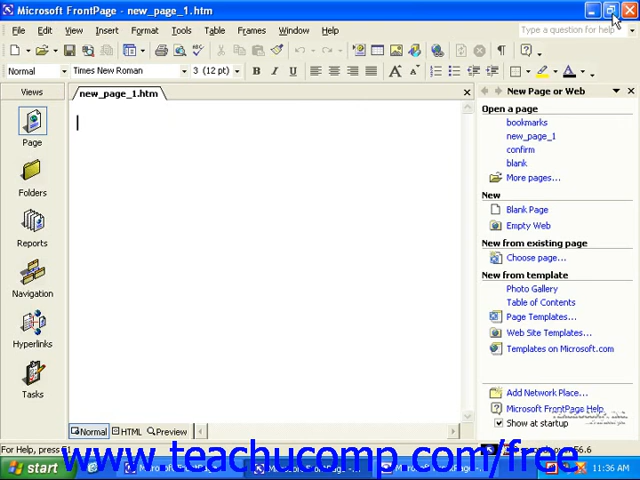 Microsoft FrontPage - new_page_1.htm
File Edit View Insert Format Tools Table Frames Window Help
Type a question for help
Normal Times New Roman 3 (12 pt) B I U
Views
new_page_1.htm
New Page or Web
Open a page
bookmarks
new_page_1
confirm
blank
More pages...
New
Blank Page
Empty Web
New from existing page
Choose page...
New from template
Photo Gallery
Table of Contents
Page Templates...
Web Site Templates...
Templates on Microsoft.com
Add Network Place...
Microsoft FrontPage Help
Show at startup
Page
Folders
Reports
Navigation
Hyperlinks
Tasks
Normal HTML Preview
For Help, press F1
www.teachucomp.com/free
start
11:36 AM